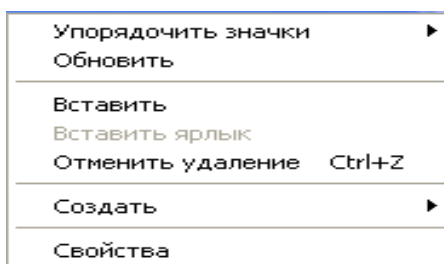 Упорядочить значки
Обновить
Вставить
Вставить ярлык
Отменить удаление Ctrl+Z
Создать
Свойства